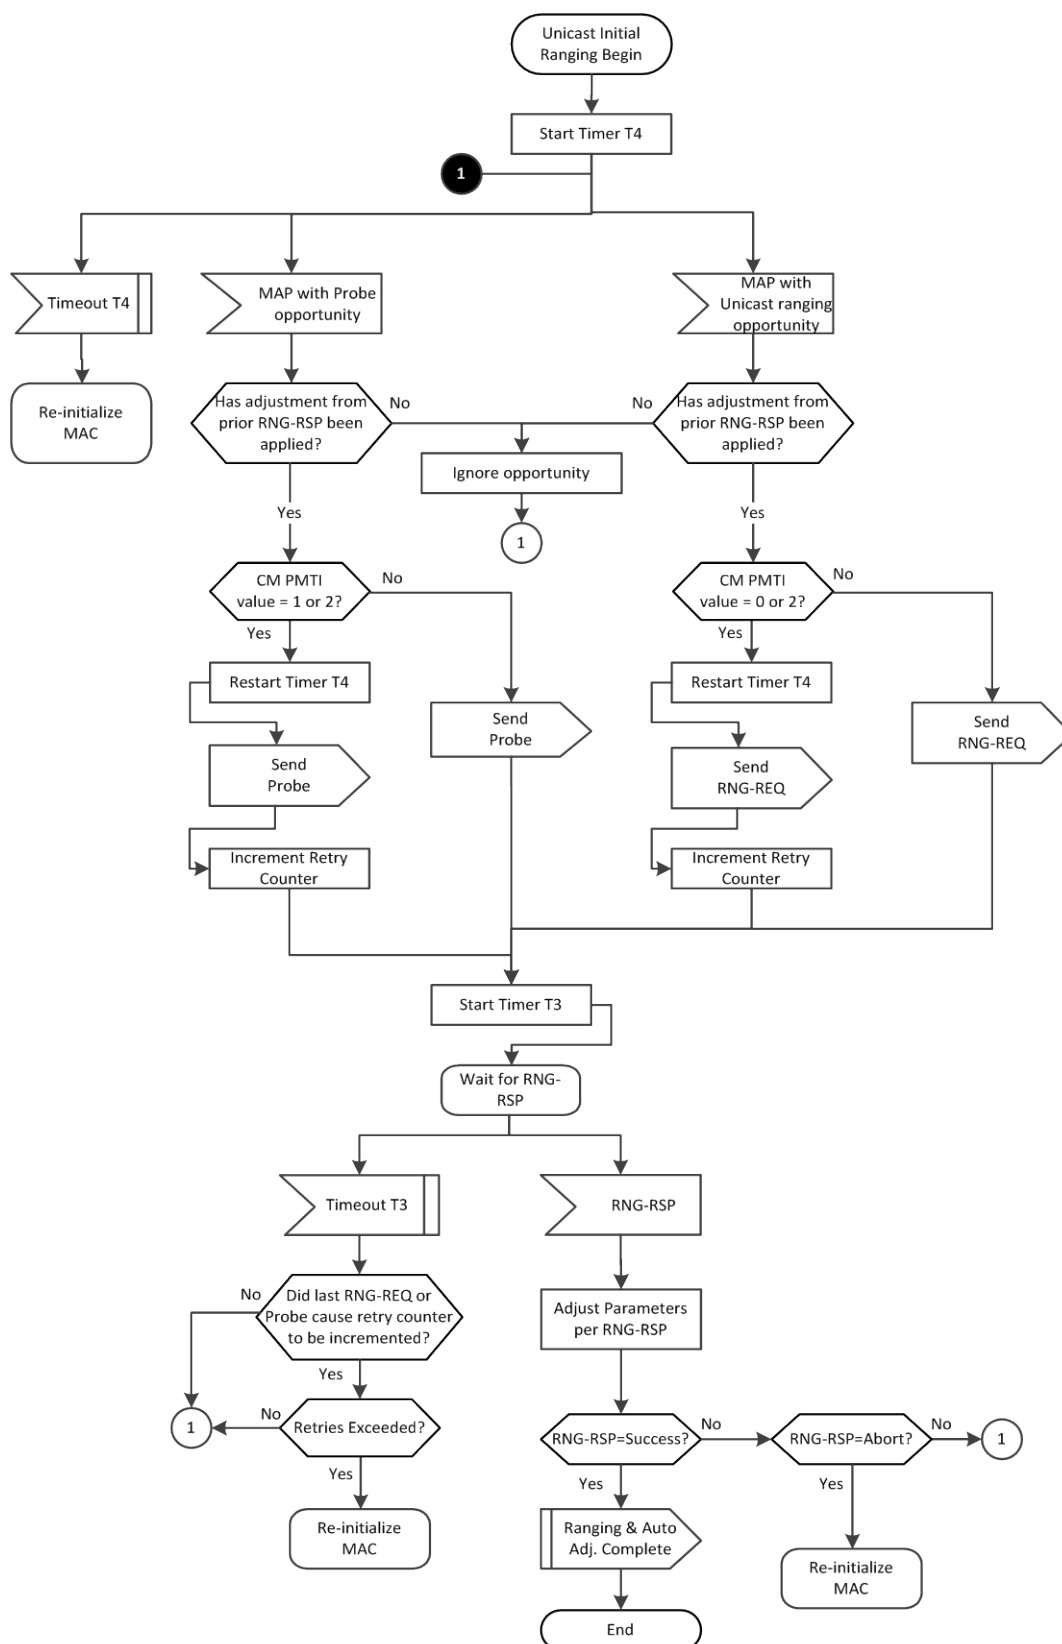 Unicast Initial
Ranging Begin
Start Timer T4
1
Timeout T4
MAP with Probe
opportunity
MAP with
Unicast ranging
opportunity
Re-initialize
MAC
Has adjustment from
prior RNG-RSP been
applied?
No
No
Has adjustment from
prior RNG-RSP been
applied?
Ignore opportunity
1
Yes
Yes
CM PMTI
value = 1 or 2?
No
CM PMTI
value = 0 or 2?
No
Yes
Yes
Restart Timer T4
Restart Timer T4
Send
Probe
Send
RNG-REQ
Send
Probe
Send
RNG-REQ
Increment Retry
Counter
Increment Retry
Counter
Start Timer T3
Wait for RNG-
RSP
Timeout T3
RNG-RSP
No
Did last RNG-REQ or
Probe cause retry counter
to be incremented?
Adjust Parameters
per RNG-RSP
Yes
1
No
Retries Exceeded?
RNG-RSP=Success?
No
RNG-RSP=Abort?
No
1
Yes
Yes
Yes
Re-initialize
MAC
Ranging & Auto
Adj. Complete
Re-initialize
MAC
End